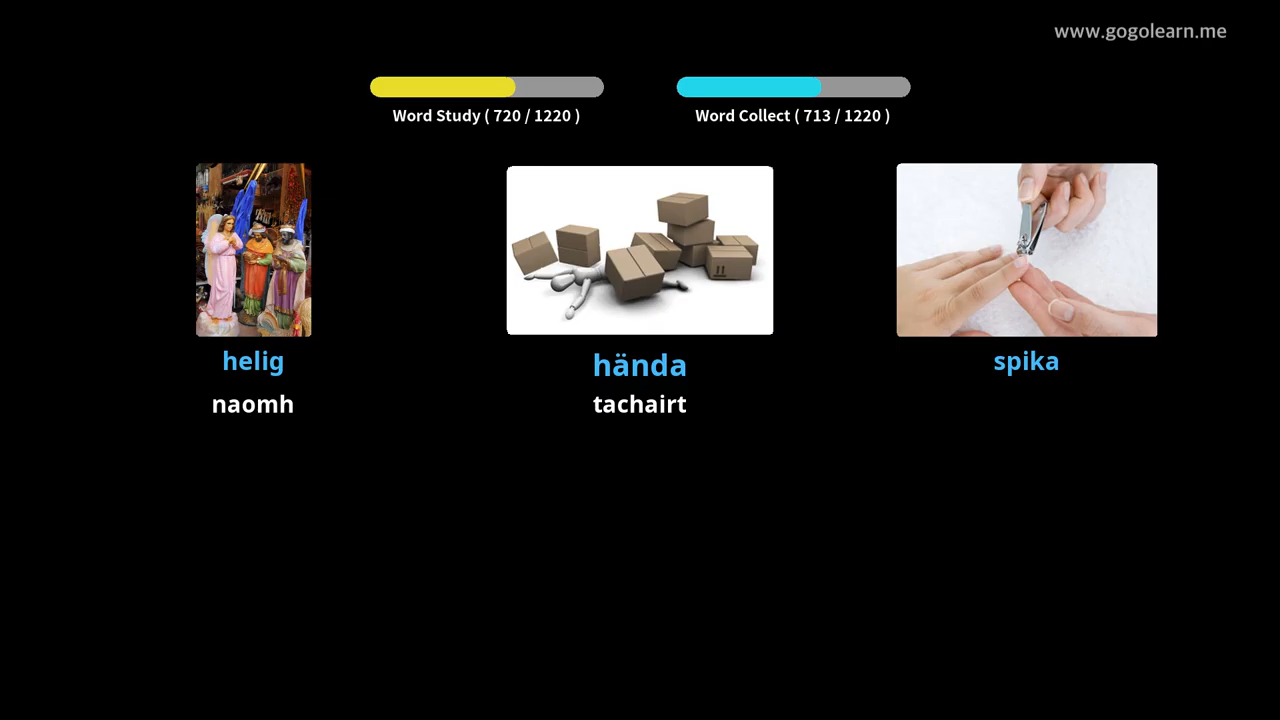 www.gogolearn.me
Word Study ( 720 / 1220 )
Word Collect ( 713 / 1220 )
helig
hända
spika
naomh
tachairt